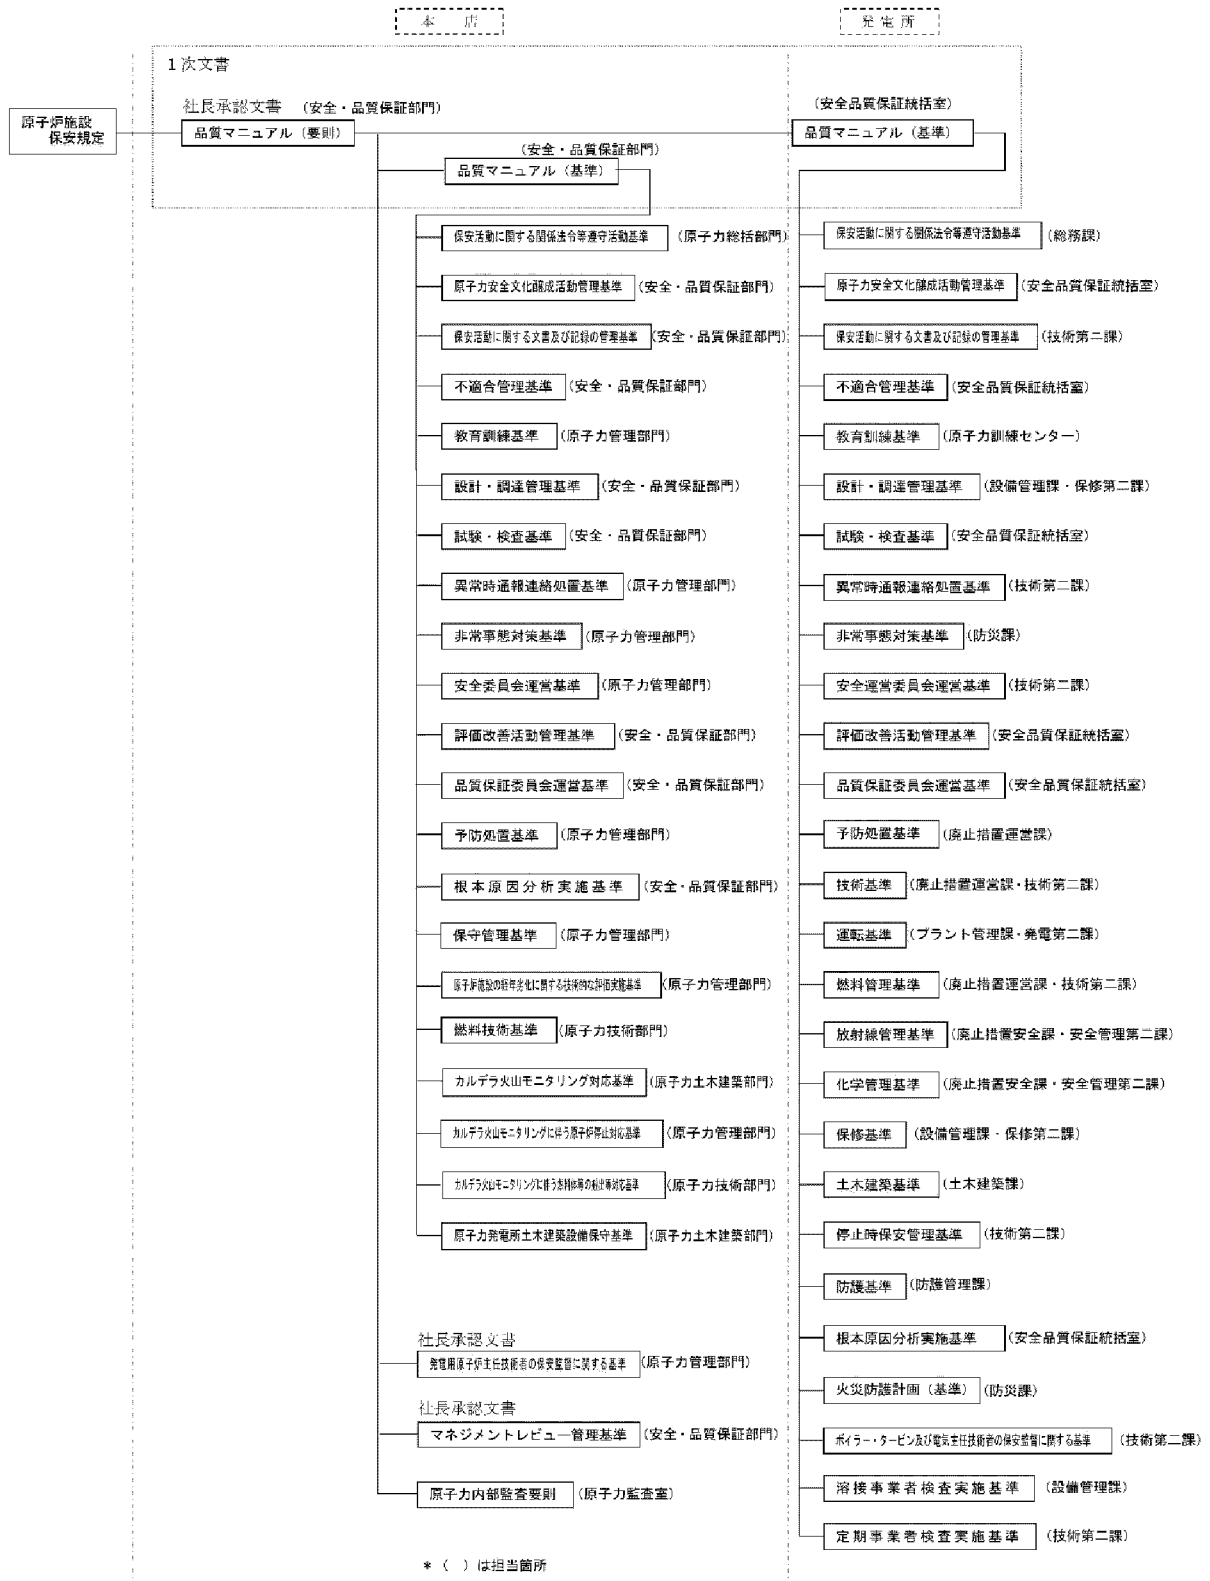 本　店
発電所
1次文書
社長承認文書 (安全・品質保証部門)
(安全品質保証統括室)
原子炉施設
保安規定
品質マニュアル（要則）
品質マニュアル（基準）
(安全・品質保証部門)
品質マニュアル（基準）
保安活動に関する関係法令等遵守活動基準 (原子力総括部門)
原子力安全文化醸成活動管理基準 (安全・品質保証部門)
保安活動に関する文書及び記録の管理基準 (安全・品質保証部門)
不適合管理基準 (安全・品質保証部門)
教育訓練基準 (原子力管理部門)
設計・調達管理基準 (安全・品質保証部門)
試験・検査基準 (安全・品質保証部門)
異常時通報連絡処置基準 (原子力管理部門)
非常事態対策基準 (原子力管理部門)
安全委員会運営基準 (原子力管理部門)
評価改善活動管理基準 (安全・品質保証部門)
品質保証委員会運営基準 (安全・品質保証部門)
予防処置基準 (原子力管理部門)
根本原因分析実施基準 (安全・品質保証部門)
保守管理基準 (原子力管理部門)
原子炉施設の経年劣化に関する技術的な評価実施基準 (原子力管理部門)
燃料技術基準 (原子力技術部門)
カルデラ火山モニタリング対応基準 (原子力土木建築部門)
カルデラ火山モニタリングに伴う原子炉停止対応基準 (原子力管理部門)
カルデラ火山モニタリングに伴う燃料体等の搬出等対応基準 (原子力技術部門)
原子力発電所土木建築設備保守基準 (原子力土木建築部門)
社長承認文書
発電用原子炉主任技術者の保安監督に関する基準 (原子力管理部門)
社長承認文書
マネジメントレビュー管理基準 (安全・品質保証部門)
原子力内部監査要則 (原子力監査室)
保安活動に関する関係法令等遵守活動基準 (総務課)
原子力安全文化醸成活動管理基準 (安全品質保証統括室)
保安活動に関する文書及び記録の管理基準 (技術第二課)
不適合管理基準 (安全品質保証統括室)
教育訓練基準 (原子力訓練センター)
設計・調達管理基準 (設備管理課・保修第二課)
試験・検査基準 (安全品質保証統括室)
異常時通報連絡処置基準 (技術第二課)
非常事態対策基準 (防災課)
安全運営委員会運営基準 (技術第二課)
評価改善活動管理基準 (安全品質保証統括室)
品質保証委員会運営基準 (安全品質保証統括室)
予防処置基準 (廃止措置運営課)
技術基準 (廃止措置運営課・技術第二課)
運転基準 (プラント管理課・発電第二課)
燃料管理基準 (廃止措置運営課・技術第二課)
放射線管理基準 (廃止措置安全課・安全管理第二課)
化学管理基準 (廃止措置安全課・安全管理第二課)
保修基準 (設備管理課・保修第二課)
土木建築基準 (土木建築課)
停止時保安管理基準 (技術第二課)
防護基準 (防護管理課)
根本原因分析実施基準 (安全品質保証統括室)
火災防護計画（基準） (防災課)
ボイラー・タービン及び電気主任技術者の保安監督に関する基準 (技術第二課)
溶接事業者検査実施基準 (設備管理課)
定期事業者検査実施基準 (技術第二課)
＊（　）は担当箇所